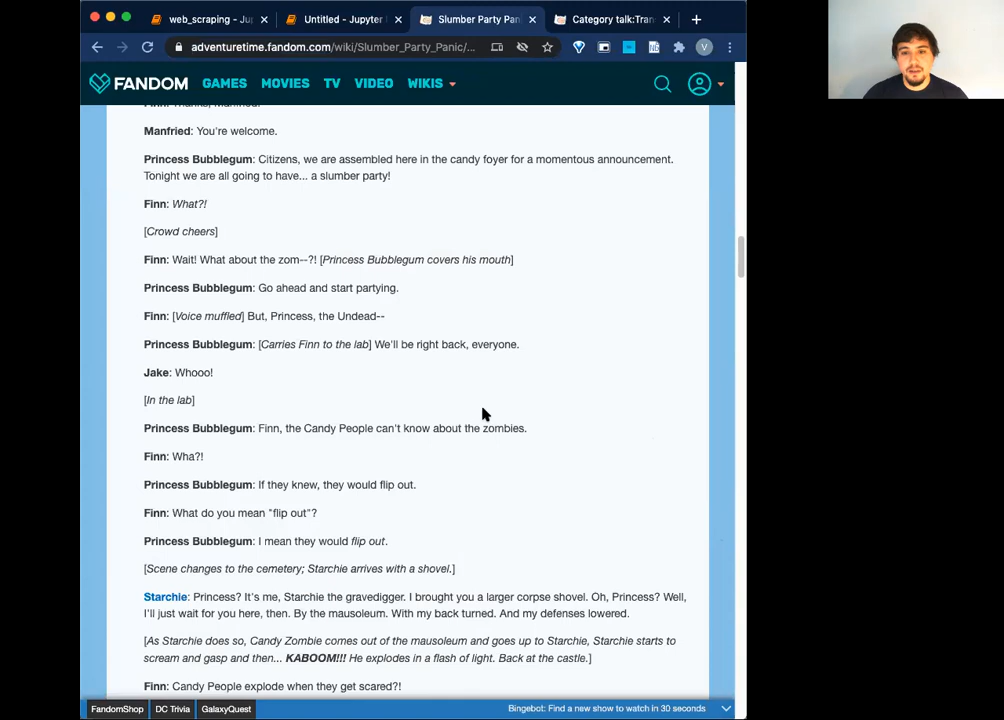 web_scraping - Ju
Untitled - Jupyter
Slumber Party Pan
Category talk:Tran
adventuretime.fandom.com/wiki/Slumber_Party_Panic/...
V
FANDOM GAMES MOVIES TV VIDEO WIKIS
Finn: Thanks, Manfried!
Manfried: You're welcome.
Princess Bubblegum: Citizens, we are assembled here in the candy foyer for a momentous announcement.
Tonight we are all going to have... a slumber party!
Finn: What?!
[Crowd cheers]
Finn: Wait! What about the zom--?! [Princess Bubblegum covers his mouth]
Princess Bubblegum: Go ahead and start partying.
Finn: [Voice muffled] But, Princess, the Undead--
Princess Bubblegum: [Carries Finn to the lab] We'll be right back, everyone.
Jake: Whooo!
[In the lab]
Princess Bubblegum: Finn, the Candy People can't know about the zombies.
Finn: Wha?!
Princess Bubblegum: If they knew, they would flip out.
Finn: What do you mean "flip out"?
Princess Bubblegum: I mean they would flip out.
[Scene changes to the cemetery; Starchie arrives with a shovel.]
Starchie: Princess? It's me, Starchie the gravedigger. I brought you a larger corpse shovel. Oh, Princess? Well,
I'll just wait for you here, then. By the mausoleum. With my back turned. And my defenses lowered.
[As Starchie does so, Candy Zombie comes out of the mausoleum and goes up to Starchie, Starchie starts to
scream and gasp and then... KABOOM!!! He explodes in a flash of light. Back at the castle.]
Finn: Candy People explode when they get scared?!
FandomShop DC Trivia GalaxyQuest Bingebot: Find a new show to watch in 30 seconds